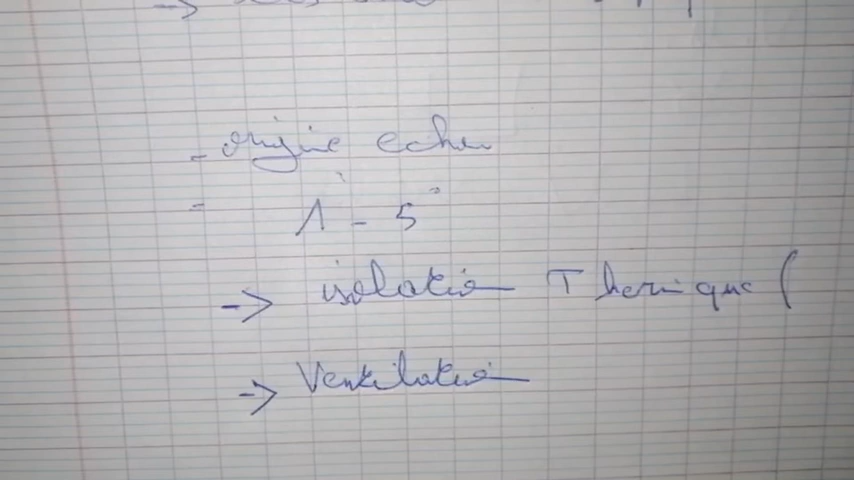 - origine echan
-
1° - 5°
-> isolation Thermique (
-> Ventilation